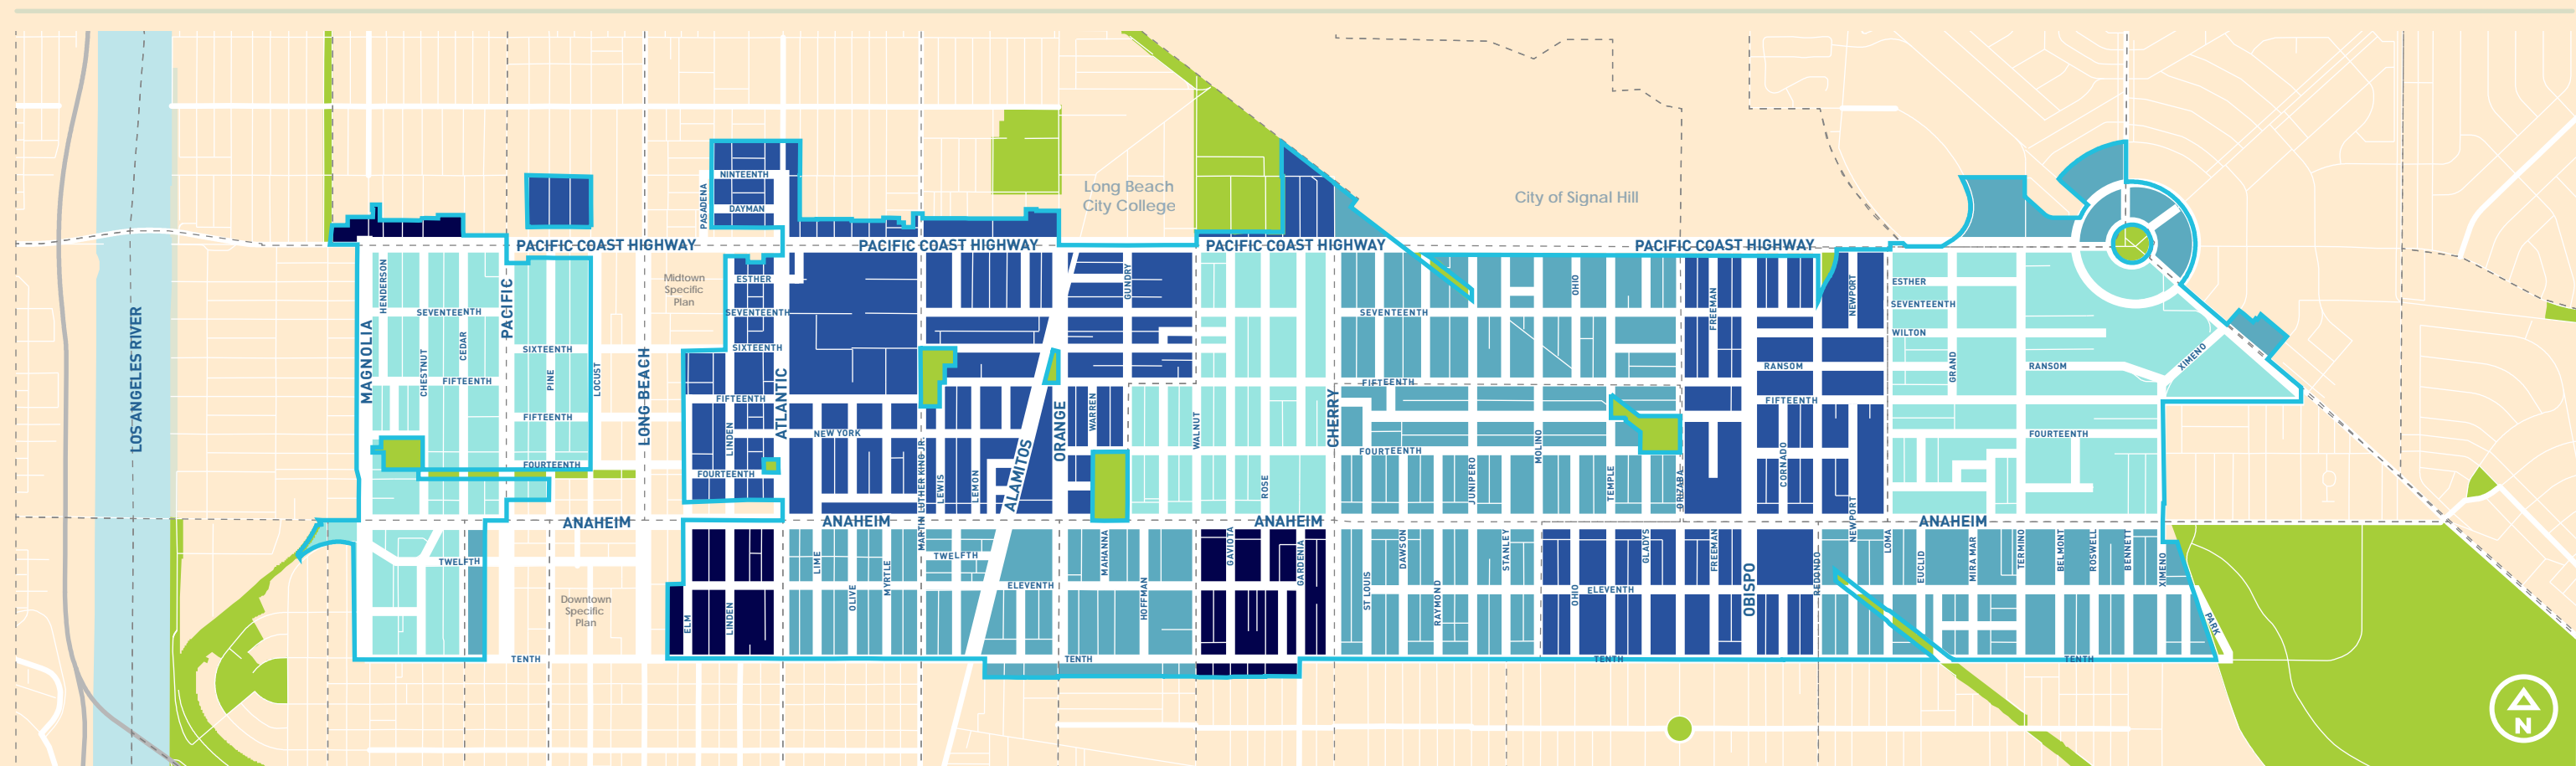 Long Beach
City College
City of Signal Hill
NINTEENTH
PASADENA
DAYMAN
PACIFIC COAST HIGHWAY
PACIFIC COAST HIGHWAY
PACIFIC COAST HIGHWAY
PACIFIC COAST HIGHWAY
HENDERSON
Midtown
Specific
Plan
ESTHER
GUNDRY
OHIO
FREEMAN
NEWPORT
ESTHER
LOS ANGELES RIVER
MAGNOLIA
SEVENTEENTH
PACIFIC
SEVENTEENTH
SEVENTEENTH
SEVENTEENTH
CEDAR
SIXTEENTH
SIXTEENTH
WILTON
CHESTNUT
FIFTEENTH
PINE
LOCUST
LONG BEACH
ATLANTIC
FIFTEENTH
RANSOM
GRAND
RANSOM
XIMENO
FIFTEENTH
FIFTEENTH
LINDEN
NEW YORK
ORANGE
WARREN
WALNUT
CHERRY
FIFTEENTH
FOURTEENTH
FOURTEENTH
FOURTEENTH
MARTIN LUTHER KING JR.
LEWIS
LEMON
ALAMITOS
ROSE
FOURTEENTH
JUNIPERO
MOLINO
TEMPLE
ORIZABA
CORNADO
ANAHEIM
ANAHEIM
ANAHEIM
ANAHEIM
NEWPORT
TWELFTH
Downtown
Specific
Plan
ELM
LINDEN
LIME
OLIVE
MYRTLE
TWELFTH
ELEVENTH
MAHANNA
HOFFMAN
GAVIOTA
GARDENIA
ST LOUIS
DAWSON
RAYMOND
STANLEY
OHIO
ELEVENTH
GLADYS
FREEMAN
OBISPO
REDONDO
LOMA
EUCLID
MIRA MAR
TERMINO
BELMONT
ROSWELL
BENNETT
XIMENO
PARK
TENTH
TENTH
TENTH
TENTH
N